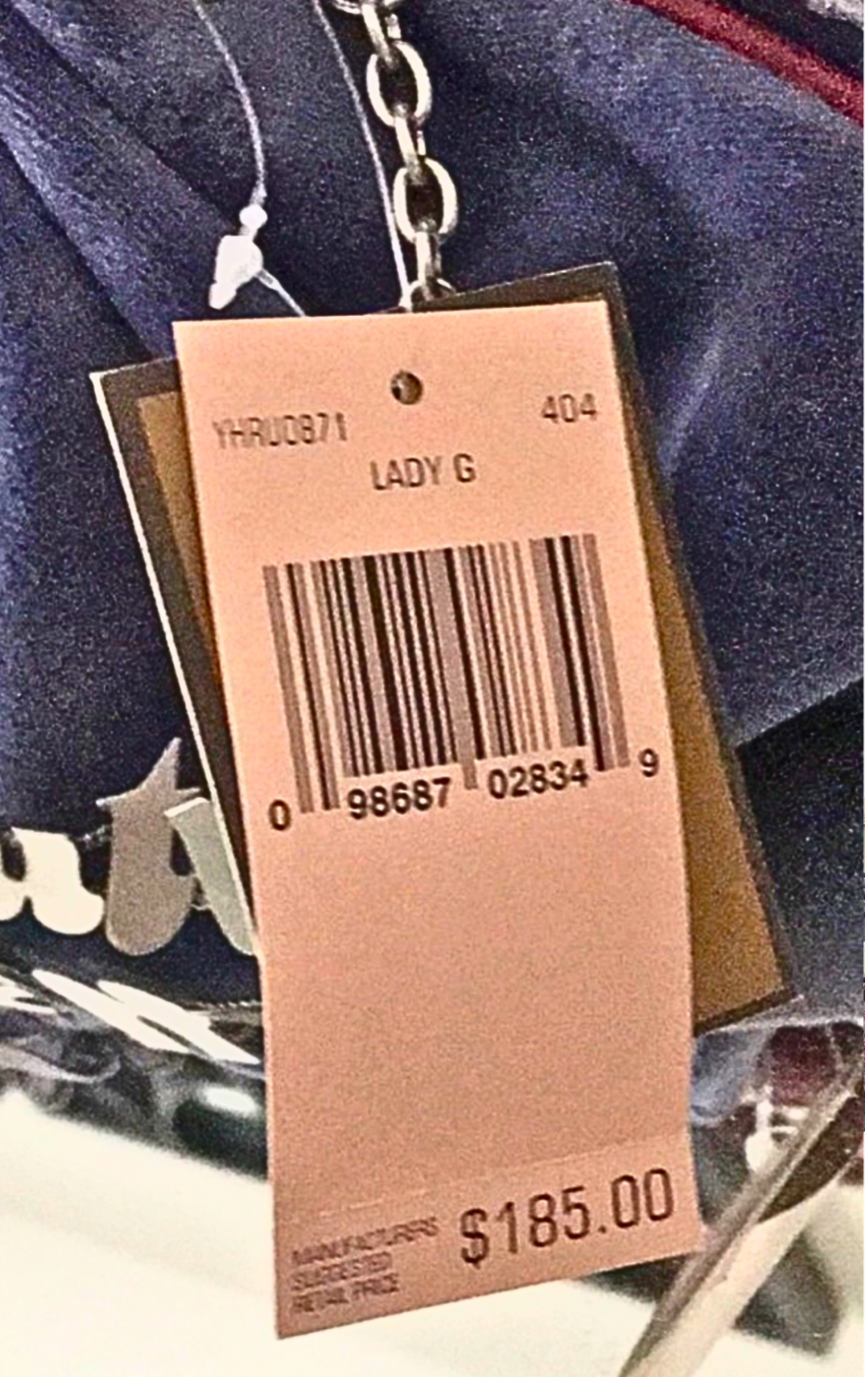 YHRU0871 404
LADY G
0 98687 02834 9
MANUFACTURERS
SUGGESTED
RETAIL PRICE
$185.00